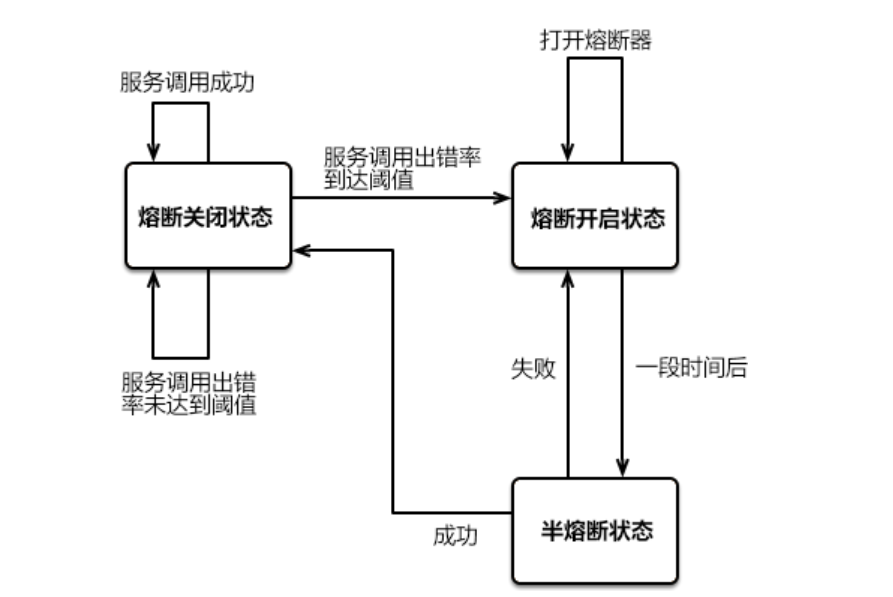 打开熔断器
服务调用成功
服务调用出错率
到达阈值
熔断关闭状态
熔断开启状态
失败
一段时间后
服务调用出错
率未达到阈值
成功
半熔断状态